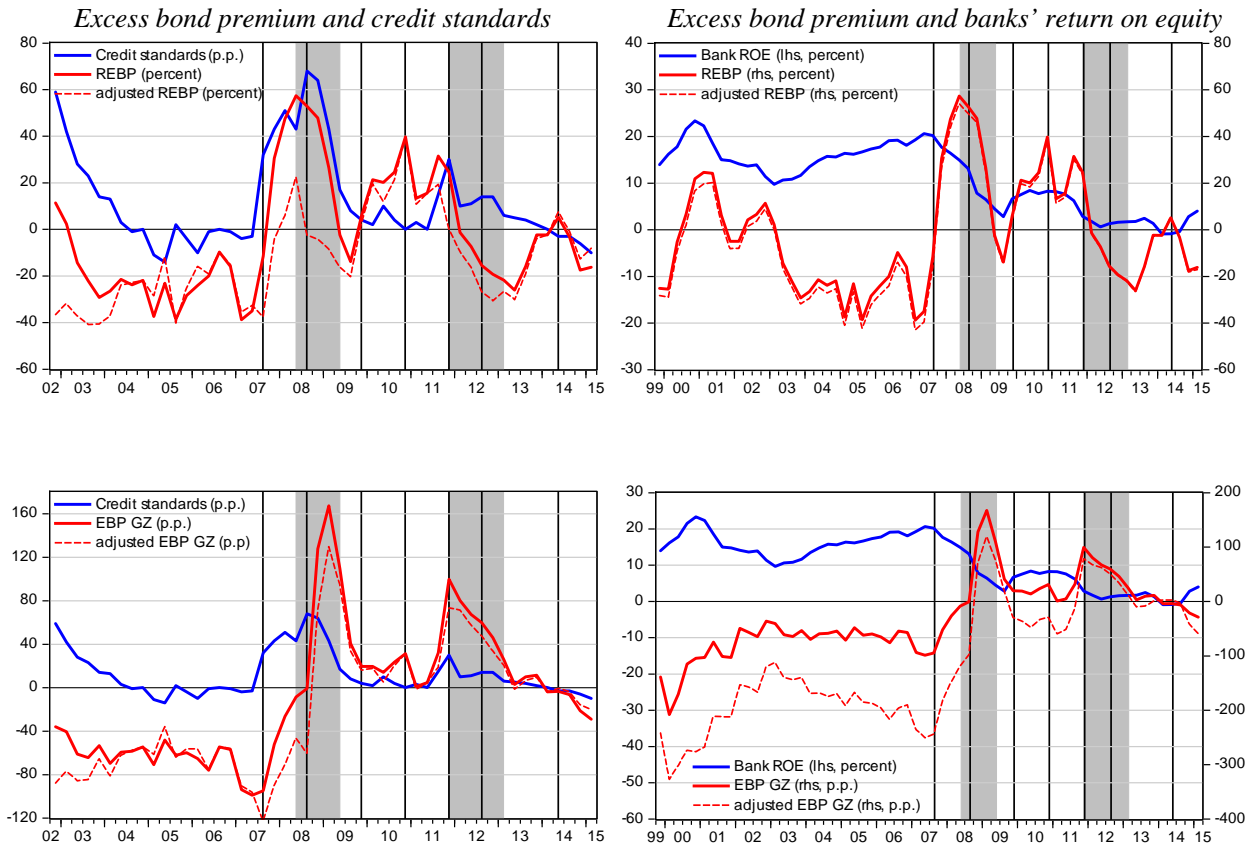 Excess bond premium and credit standards
80
60
40
20
0
-20
-40
-60
Credit standards (p.p.)
REBP (percent)
adjusted REBP (percent)
02 03 04 05 06 07 08 09 10 11 12 13 14 15
Excess bond premium and banks’ return on equity
40
30
20
10
0
-10
-20
-30
Bank ROE (lhs, percent)
REBP (rhs, percent)
adjusted REBP (rhs, percent)
80
60
40
20
0
-20
-40
-60
99 00 01 02 03 04 05 06 07 08 09 10 11 12 13 14 15
160
120
80
40
0
-40
-80
-120
Credit standards (p.p.)
EBP GZ (p.p.)
adjusted EBP GZ (p.p)
02 03 04 05 06 07 08 09 10 11 12 13 14 15
30
20
10
0
-10
-20
-30
-40
-50
-60
Bank ROE (lhs, percent)
EBP GZ (rhs, p.p.)
adjusted EBP GZ (rhs, p.p.)
200
100
0
-100
-200
-300
-400
99 00 01 02 03 04 05 06 07 08 09 10 11 12 13 14 15